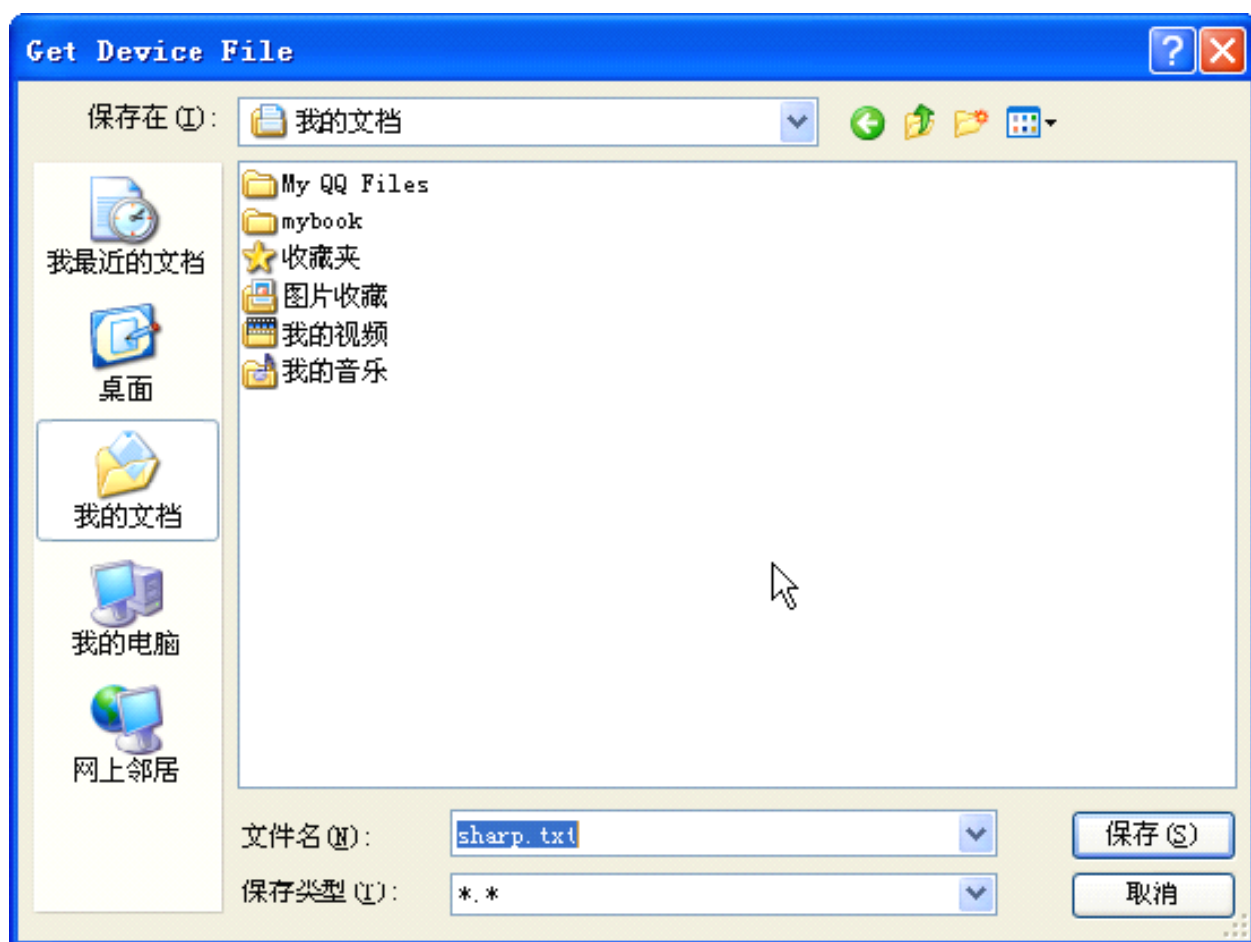 Get Device File
保存在(I):
我的文档
我最近的文档
桌面
我的文档
我的电脑
网上邻居
My QQ Files
mybook
收藏夹
图片收藏
我的视频
我的音乐
文件名(N):
sharp.txt
保存(S)
保存类型(T):
*.*
取消